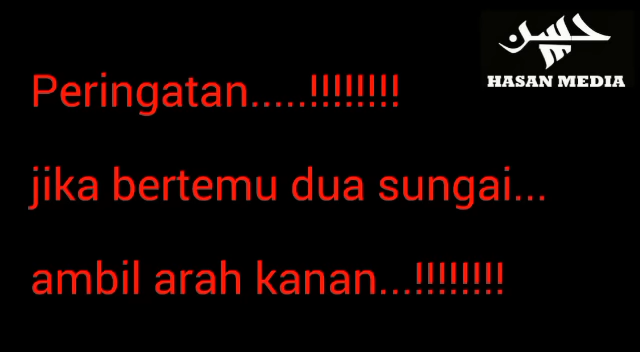 حسن
HASAN MEDIA
Peringatan.....!!!!!!!!
jika bertemu dua sungai...
ambil arah kanan...!!!!!!!!